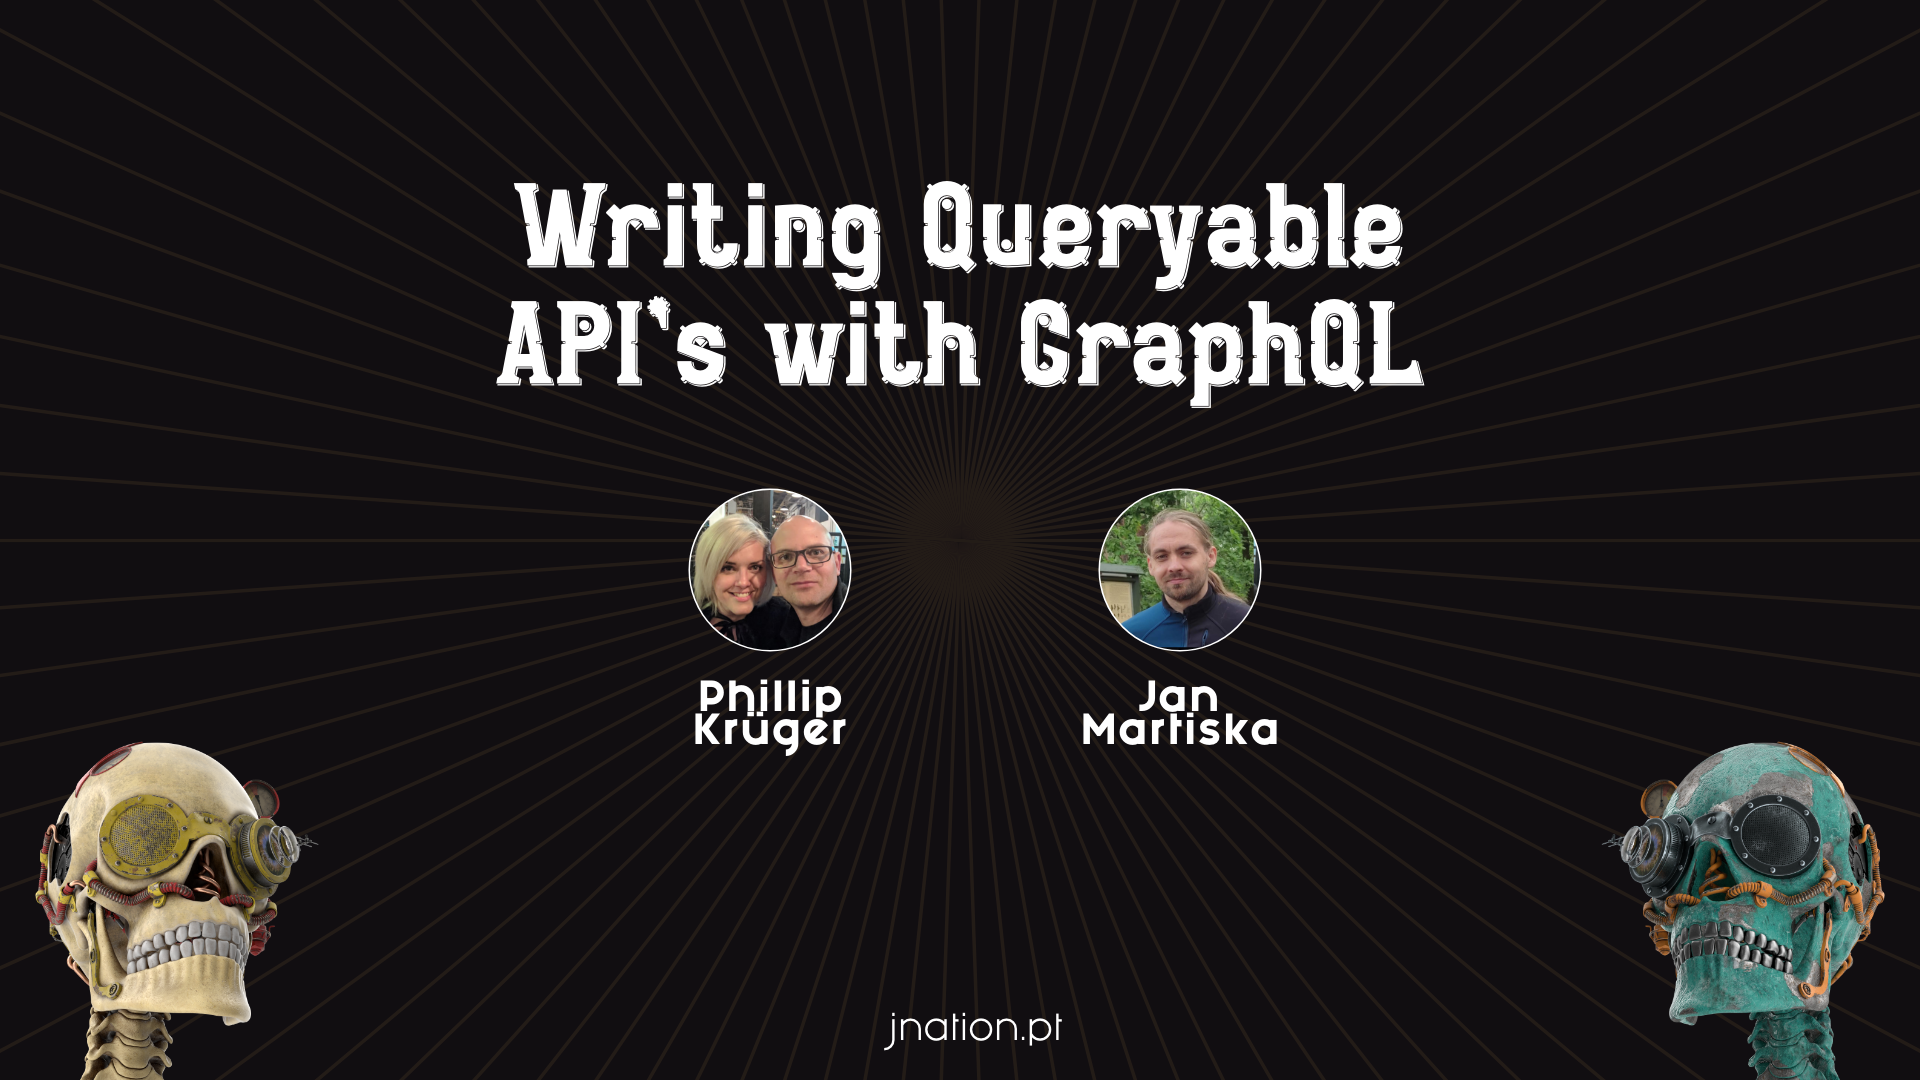 Writing Queryable
API's with GraphQL
Phillip
Krüger
Jan
Martiska
jnation.pt